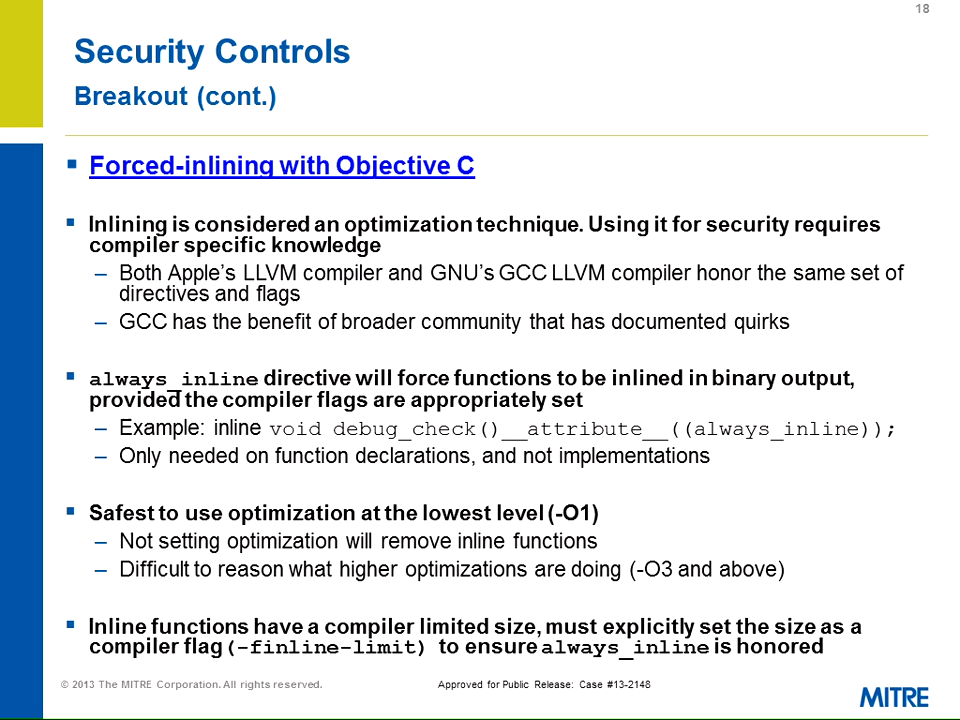 18
Security Controls
Breakout (cont.)
▪ Forced-inlining with Objective C
▪ Inlining is considered an optimization technique. Using it for security requires
compiler specific knowledge
– Both Apple’s LLVM compiler and GNU’s GCC LLVM compiler honor the same set of
directives and flags
– GCC has the benefit of broader community that has documented quirks
▪ always_inline directive will force functions to be inlined in binary output,
provided the compiler flags are appropriately set
– Example: inline void debug_check()__attribute__((always_inline));
– Only needed on function declarations, and not implementations
▪ Safest to use optimization at the lowest level (-O1)
– Not setting optimization will remove inline functions
– Difficult to reason what higher optimizations are doing (-O3 and above)
▪ Inline functions have a compiler limited size, must explicitly set the size as a
compiler flag (-finline-limit) to ensure always_inline is honored
© 2013 The MITRE Corporation. All rights reserved.
Approved for Public Release: Case #13-2148
MITRE